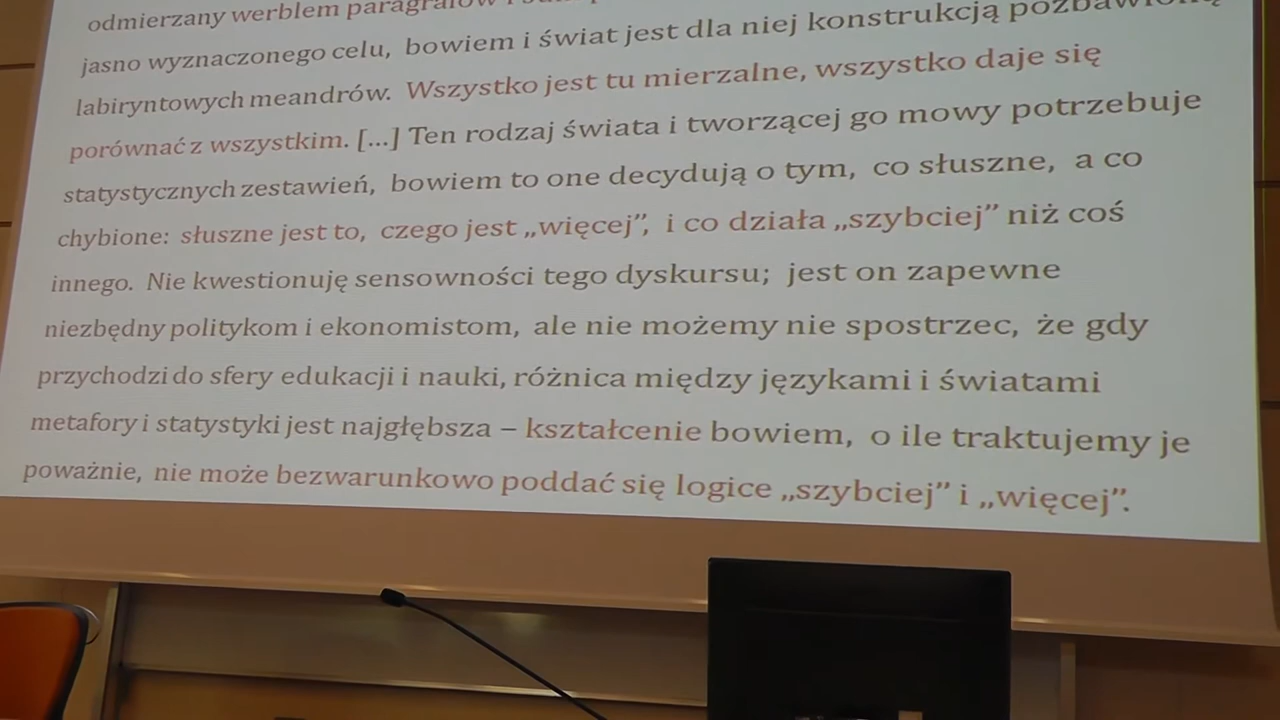 odmierzany werblem paragrafów i
jasno wyznaczonego celu, bowiem i świat jest dla niej konstrukcją pozbawioną
labiryntowych meandrów. Wszystko jest tu mierzalne, wszystko daje się
porównać z wszystkim. [...] Ten rodzaj świata i tworzącej go mowy potrzebuje
statystycznych zestawień, bowiem to one decydują o tym, co słuszne, a co
chybione: słuszne jest to, czego jest „więcej”, i co działa „szybciej” niż coś
innego. Nie kwestionuję sensowności tego dyskursu; jest on zapewne
niezbędny politykom i ekonomistom, ale nie możemy nie spostrzec, że gdy
przychodzi do sfery edukacji i nauki, różnica między językami i światami
metafory i statystyki jest najgłębsza – kształcenie bowiem, o ile traktujemy je
poważnie, nie może bezwarunkowo poddać się logice „szybciej” i „więcej”.